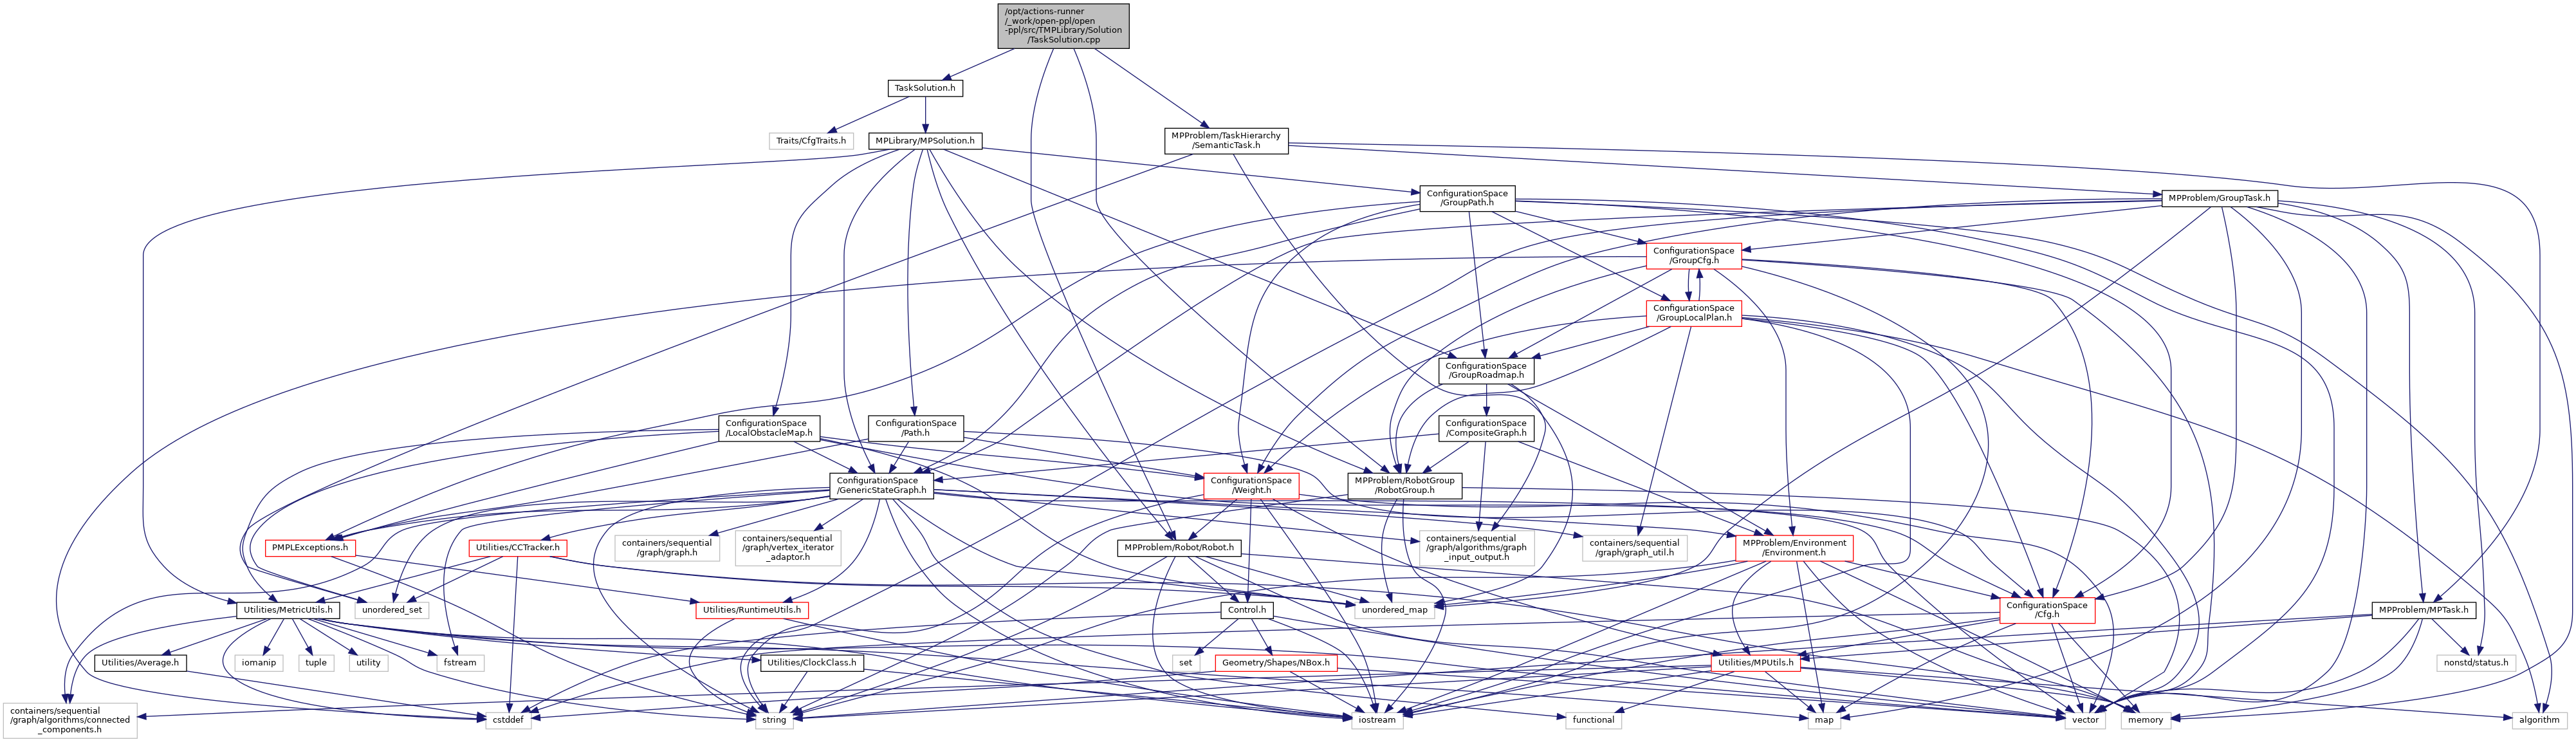 /opt/actions-runner
/_work/open-ppl/open
-ppl/src/TMPLibrary/Solution
/TaskSolution.cpp
TaskSolution.h
Traits/CfgTraits.h
MPLibrary/MPSolution.h
MPProblem/TaskHierarchy
/SemanticTask.h
ConfigurationSpace
/GroupPath.h
MPProblem/GroupTask.h
ConfigurationSpace
/GroupCfg.h
ConfigurationSpace
/GroupLocalPlan.h
ConfigurationSpace
/GroupRoadmap.h
ConfigurationSpace
/LocalObstacleMap.h
ConfigurationSpace
/Path.h
ConfigurationSpace
/CompositeGraph.h
ConfigurationSpace
/GenericStateGraph.h
ConfigurationSpace
/Weight.h
MPProblem/RobotGroup
/RobotGroup.h
PMPLExceptions.h
Utilities/CCTracker.h
containers/sequential
/graph/graph.h
containers/sequential
/graph/vertex_iterator
_adaptor.h
MPProblem/Robot/Robot.h
containers/sequential
/graph/algorithms/graph
_input_output.h
containers/sequential
/graph/graph_util.h
MPProblem/Environment
/Environment.h
Utilities/MetricUtils.h
unordered_set
Utilities/RuntimeUtils.h
Control.h
unordered_map
ConfigurationSpace
/Cfg.h
MPProblem/MPTask.h
Utilities/Average.h
iomanip
tuple
utility
fstream
Utilities/ClockClass.h
set
Geometry/Shapes/NBox.h
Utilities/MPUtils.h
nonstd/status.h
containers/sequential
/graph/algorithms/connected
_components.h
cstddef
string
iostream
functional
map
vector
memory
algorithm